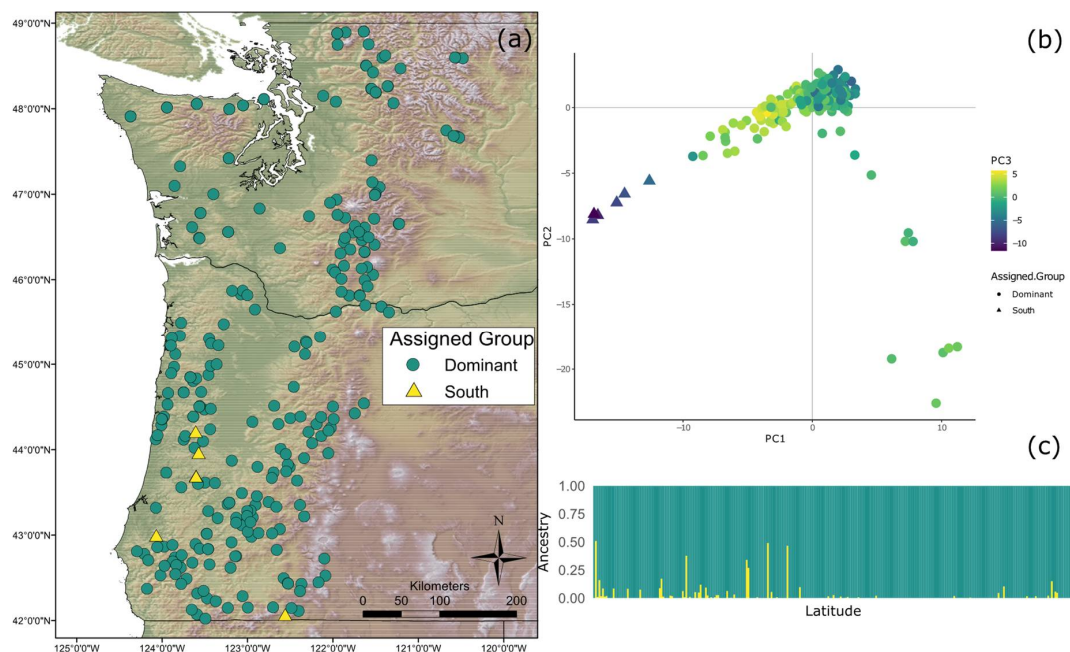 (a)
49°0'0"N
48°0'0"N
47°0'0"N
46°0'0"N
45°0'0"N
44°0'0"N
43°0'0"N
42°0'0"N
125°0'0"W
124°0'0"W
123°0'0"W
122°0'0"W
121°0'0"W
120°0'0"W
Assigned Group
Dominant
South
N
Kilometers
0 50 100 200
(b)
0
−5
−10
−15
−20
PC2
−10
0
10
PC1
PC3
5
0
−5
−10
Assigned.Group
Dominant
South
(c)
1.00
0.75
0.50
0.25
0.00
Ancestry
Latitude